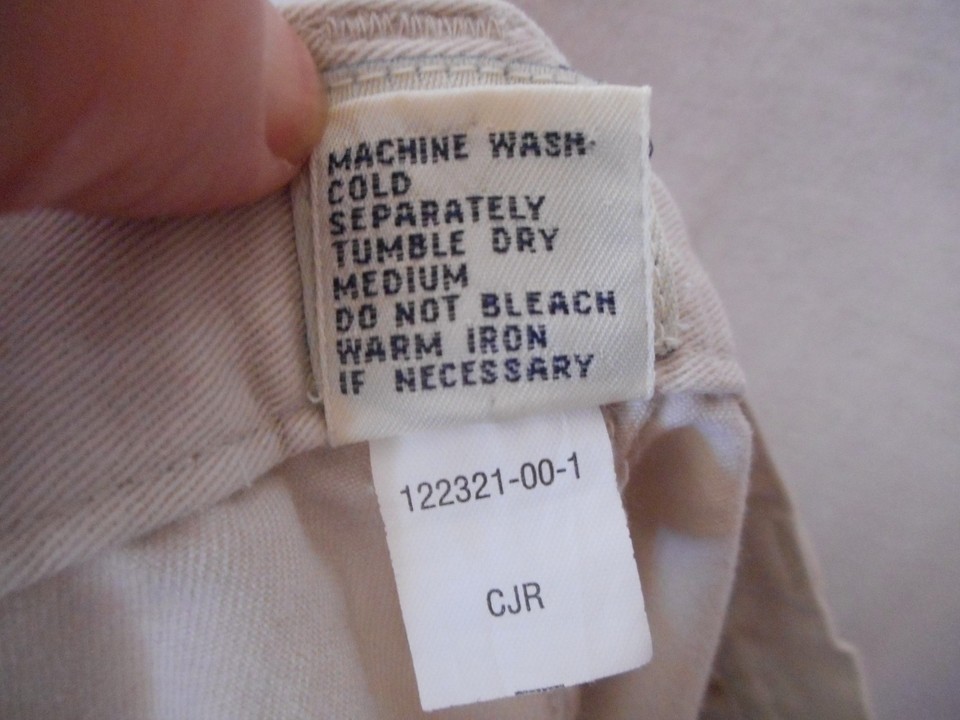 MACHINE WASH
COLD
SEPARATELY
TUMBLE DRY
MEDIUM
DO NOT BLEACH
WARM IRON
IF NECESSARY
122321-00-1
CJR